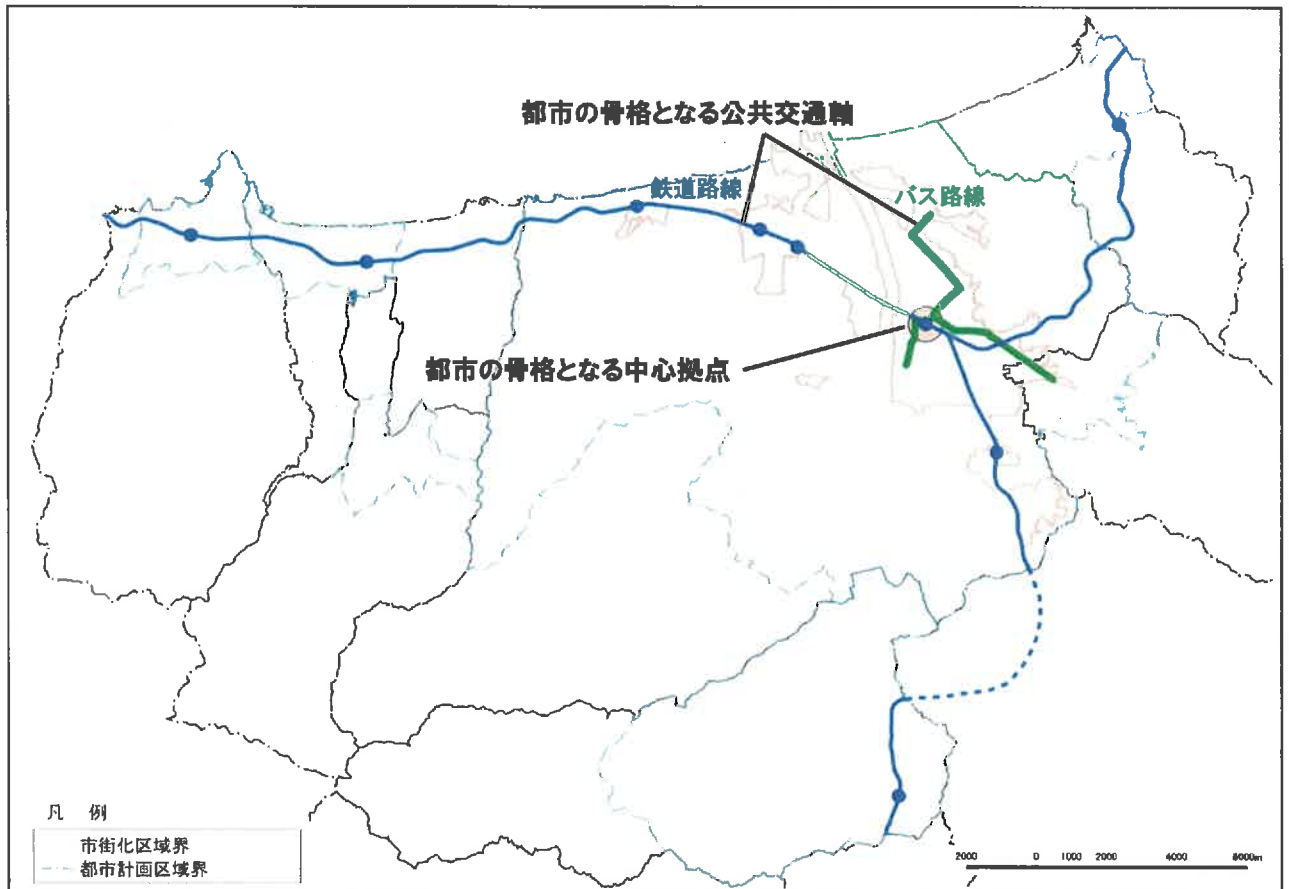 都市の骨格となる公共交通軸
鉄道路線
バス路線
都市の骨格となる中心拠点
凡 例
市街化区域界
都市計画区域界
2000 0 1000 2000 4000 6000m